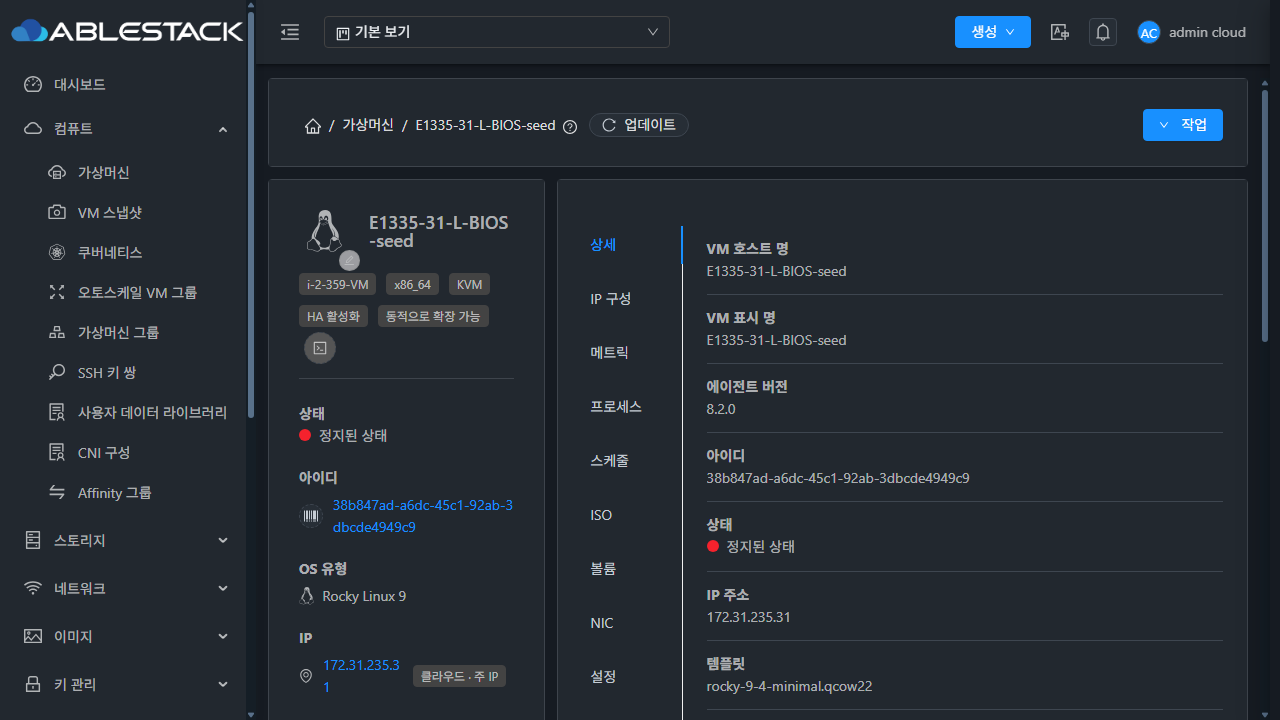 ABLESTACK
기본 보기
생성
AC
admin cloud
대시보드
컴퓨트
가상머신
VM 스냅샷
쿠버네티스
오토스케일 VM 그룹
가상머신 그룹
SSH 키 쌍
사용자 데이터 라이브러리
CNI 구성
Affinity 그룹
스토리지
네트워크
이미지
키 관리
/ 가상머신 / E1335-31-L-BIOS-seed
업데이트
작업
E1335-31-L-BIOS
-seed
i-2-359-VM
x86_64
KVM
HA 활성화
동적으로 확장 가능
상태
정지된 상태
아이디
38b847ad-a6dc-45c1-92ab-3
dbcde4949c9
OS 유형
Rocky Linux 9
IP
172.31.235.3
1
클라우드 · 주 IP
상세
IP 구성
메트릭
프로세스
스케줄
ISO
볼륨
NIC
설정
VM 호스트 명
E1335-31-L-BIOS-seed
VM 표시 명
E1335-31-L-BIOS-seed
에이전트 버전
8.2.0
아이디
38b847ad-a6dc-45c1-92ab-3dbcde4949c9
상태
정지된 상태
IP 주소
172.31.235.31
템플릿
rocky-9-4-minimal.qcow22